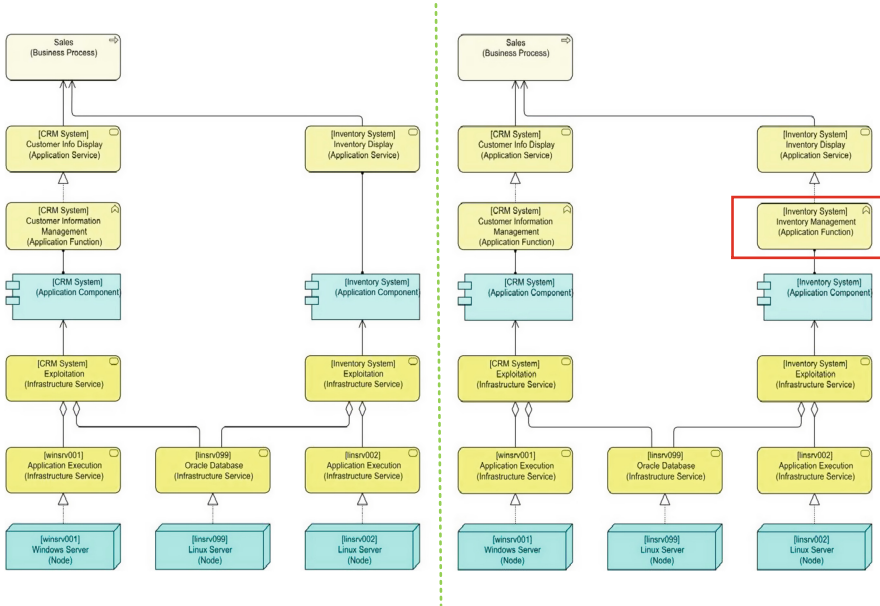 Sales
(Business Process)
[CRM System]
Customer Info Display
(Application Service)
[Inventory System]
Inventory Display
(Application Service)
[CRM System]
Customer Information
Management
(Application Function)
[CRM System]
(Application Component)
[Inventory System]
(Application Component)
[CRM System]
Exploitation
(Infrastructure Service)
[Inventory System]
Exploitation
(Infrastructure Service)
[winsrv001]
Application Execution
(Infrastructure Service)
[linsrv099]
Oracle Database
(Infrastructure Service)
[linsrv002]
Application Execution
(Infrastructure Service)
[winsrv001]
Windows Server
(Node)
[linsrv099]
Linux Server
(Node)
[linsrv002]
Linux Server
(Node)
Sales
(Business Process)
[CRM System]
Customer Info Display
(Application Service)
[Inventory System]
Inventory Display
(Application Service)
[CRM System]
Customer Information
Management
(Application Function)
[Inventory System]
Inventory Management
(Application Function)
[CRM System]
(Application Component)
[Inventory System]
(Application Component)
[CRM System]
Exploitation
(Infrastructure Service)
[Inventory System]
Exploitation
(Infrastructure Service)
[winsrv001]
Application Execution
(Infrastructure Service)
[linsrv099]
Oracle Database
(Infrastructure Service)
[linsrv002]
Application Execution
(Infrastructure Service)
[winsrv001]
Windows Server
(Node)
[linsrv099]
Linux Server
(Node)
[linsrv002]
Linux Server
(Node)